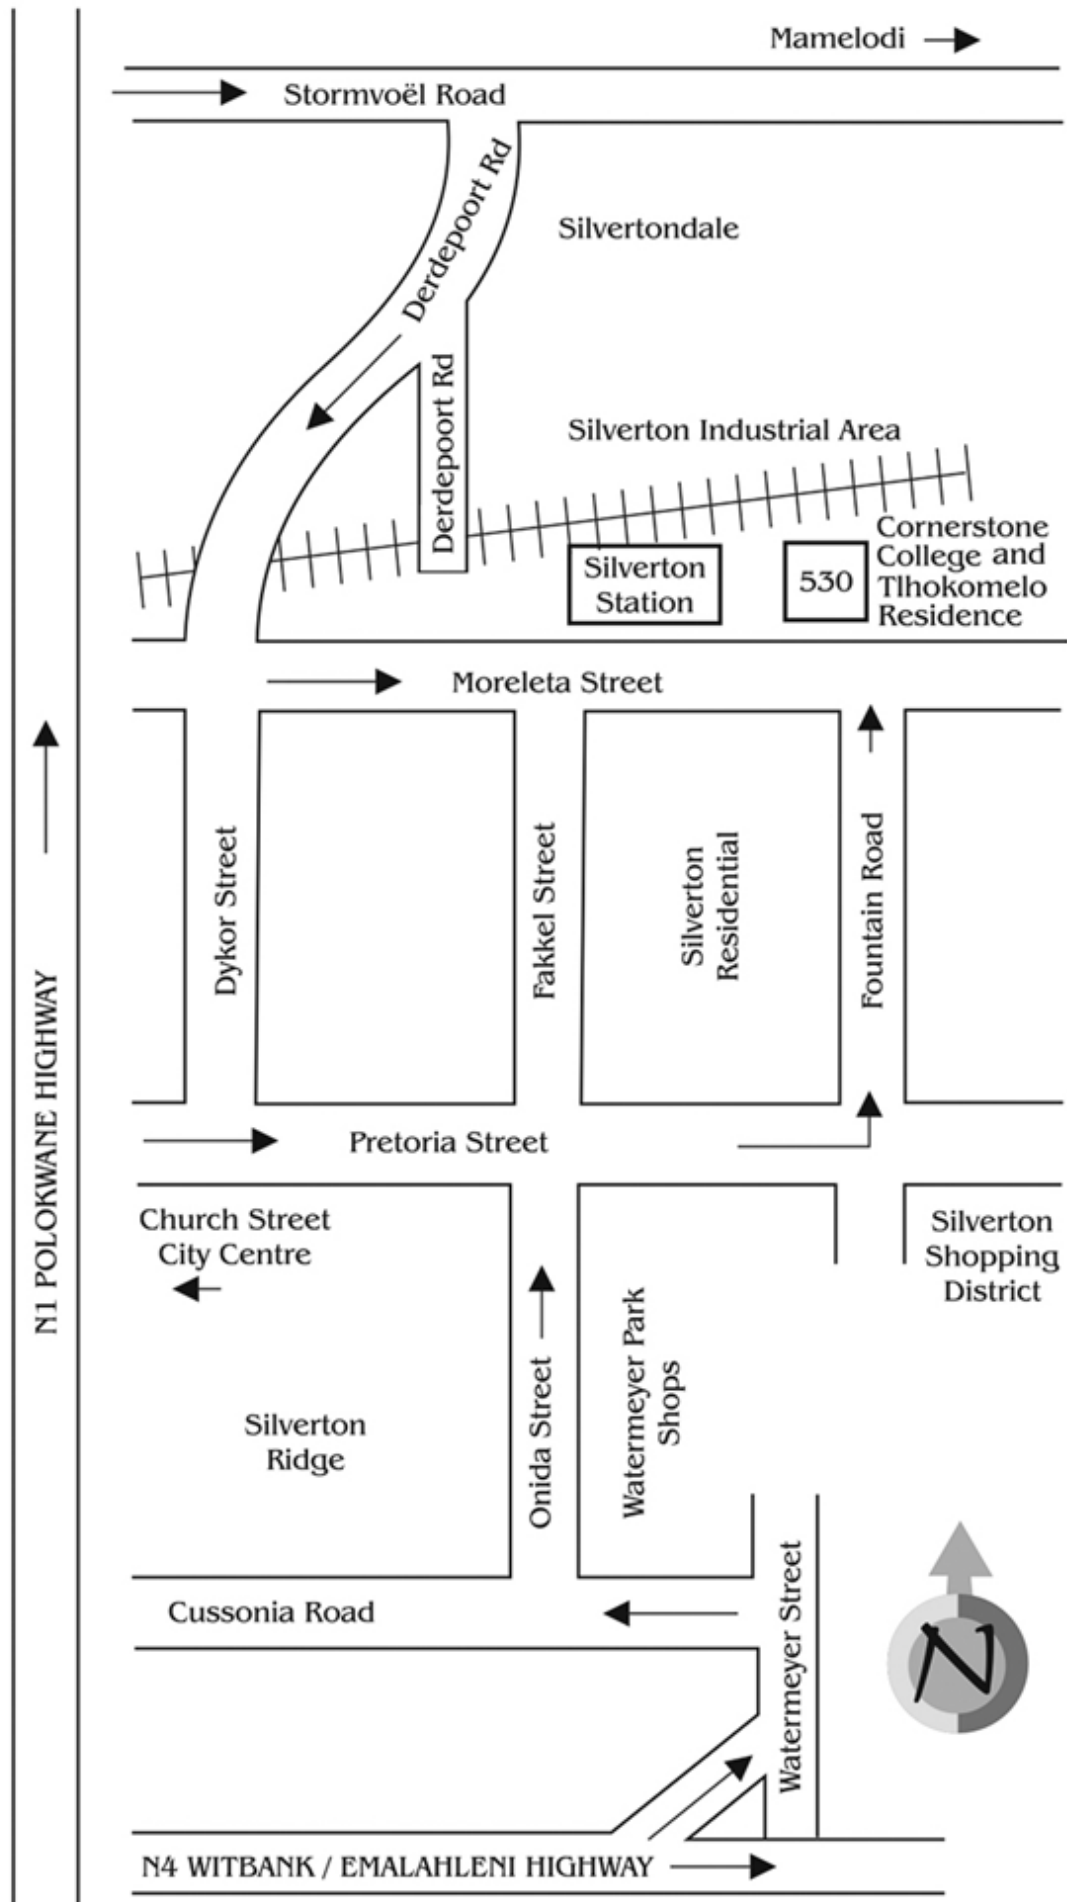 Mamelodi
Stormvoël Road
Derdepoort Rd
Silvertondale
Derdepoort Rd
Silverton Industrial Area
Cornerstone
College and
Tlhokomelo
Residence
530
Silverton
Station
Moreleta Street
Dykor Street
Fakkel Street
Silverton
Residential
Fountain Road
N1 POLOKWANE HIGHWAY
Pretoria Street
Church Street
City Centre
Silverton
Shopping
District
Onida Street
Watermeyer Park
Shops
Silverton
Ridge
Cussonia Road
Watermeyer Street
N
N4 WITBANK / EMALAHLENI HIGHWAY